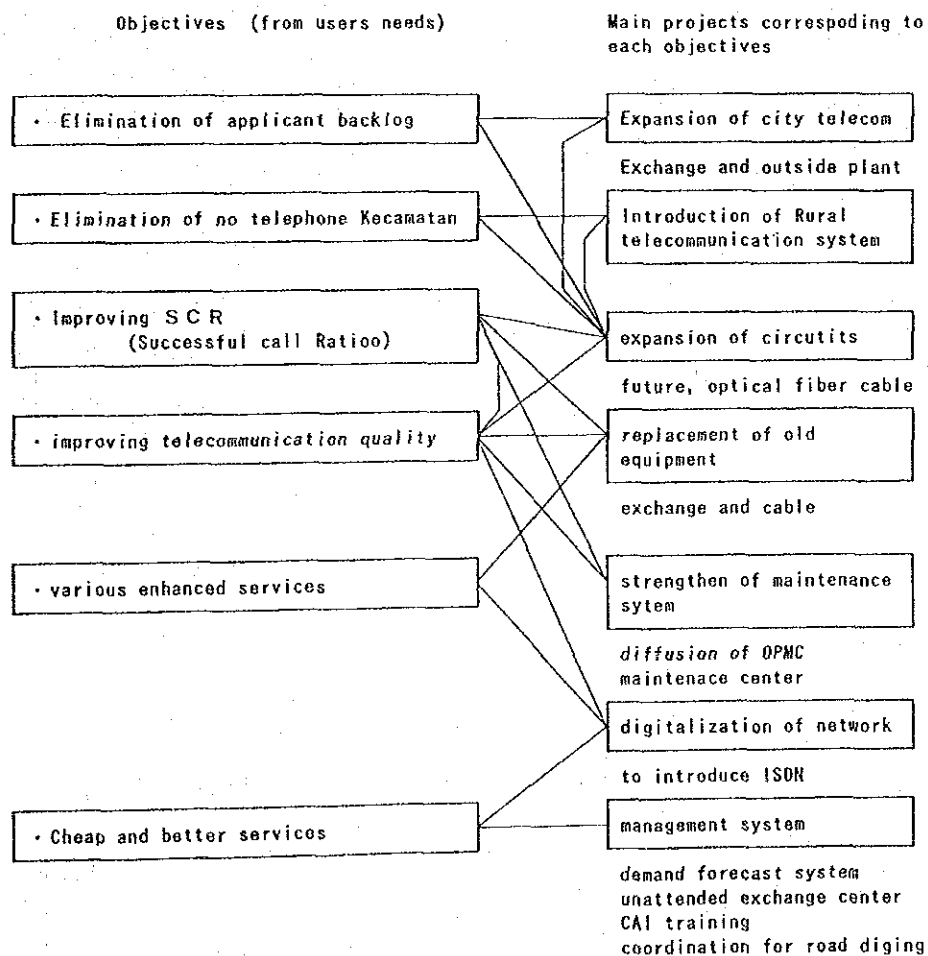 Objectives (from users needs)
Main projects correspoding to
each objectives
・ Elimination of applicant backlog
Expansion of city telecom
Exchange and outside plant
・Elimination of no telephone Kecamatan
Introduction of Rural
telecommunication system
・Improving SCR
(Successful call Ratioo)
expansion of circutits
future, optical fiber cable
・improving telecommunication quality
replacement of old
equipment
exchange and cable
・various enhanced services
strengthen of maintenance
sytem
diffusion of OPMC
maintenace center
digitalization of network
to introduce ISDN
・Cheap and better services
management system
demand forecast system
unattended exchange center
CAI training
coordination for road diging